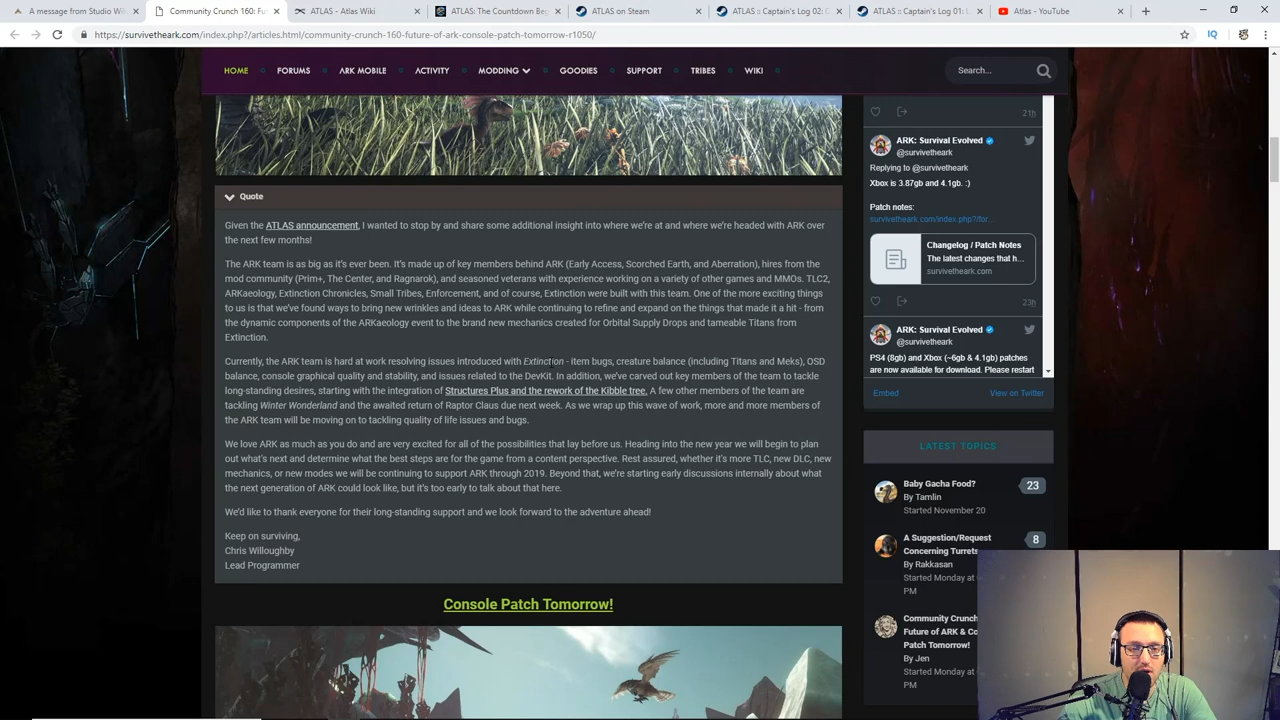 A message from Studio Wil
Community Crunch 160: Fu
ATLAS - Atlas Wiki
ATLAS: The Countdown Be
ATLAS on Steam
ATLAS :: Captain's Log 02: 
ATLAS :: Captain's Log 01: L
Atlas - YouTube
https://survivetheark.com/index.php?/articles.html/community-crunch-160-future-of-ark-console-patch-tomorrow-r1050/
IQ
HOME FORUMS ARK MOBILE ACTIVITY MODDING GOODIES SUPPORT TRIBES WIKI
Search...
Quote
Given the ATLAS announcement, I wanted to stop by and share some additional insight into where we're at and where we're headed with ARK over
the next few months!
The ARK team is as big as it's ever been. It's made up of key members behind ARK (Early Access, Scorched Earth, and Aberration), hires from the
mod community (Prim+, The Center, and Ragnarok), and seasoned veterans with experience working on a variety of other games and MMOs. TLC2,
ARKaeology, Extinction Chronicles, Small Tribes, Enforcement, and of course, Extinction were built with this team. One of the more exciting things
to us is that we've found ways to bring new wrinkles and ideas to ARK while continuing to refine and expand on the things that made it a hit - from
the dynamic components of the ARKaeology event to the brand new mechanics created for Orbital Supply Drops and tameable Titans from
Extinction.
Currently, the ARK team is hard at work resolving issues introduced with Extinction - item bugs, creature balance (including Titans and Meks), OSD
balance, console graphical quality and stability, and issues related to the DevKit. In addition, we've carved out key members of the team to tackle
long-standing desires, starting with the integration of Structures Plus and the rework of the Kibble tree. A few other members of the team are
tackling Winter Wonderland and the awaited return of Raptor Claus due next week. As we wrap up this wave of work, more and more members of
the ARK team will be moving on to tackling quality of life issues and bugs.
We love ARK as much as you do and are very excited for all of the possibilities that lay before us. Heading into the new year we will begin to plan
out what's next and determine what the best steps are for the game from a content perspective. Rest assured, whether it's more TLC, new DLC, new
mechanics, or new modes we will be continuing to support ARK through 2019. Beyond that, we're starting early discussions internally about what
the next generation of ARK could look like, but it's too early to talk about that here.
We'd like to thank everyone for their long-standing support and we look forward to the adventure ahead!
Keep on surviving,
Chris Willoughby
Lead Programmer
Console Patch Tomorrow!
21h
ARK: Survival Evolved
@survivetheark
Replying to @survivetheark
Xbox is 3.87gb and 4.1gb. :)
Patch notes:
survivetheark.com/index.php?/for...
Changelog / Patch Notes
The latest changes that h...
survivetheark.com
23h
ARK: Survival Evolved
@survivetheark
PS4 (8gb) and Xbox (~6gb & 4.1gb) patches
are now available for download. Please restart
Embed
View on Twitter
LATEST TOPICS
Baby Gacha Food?
23
By Tamlin
Started November 20
A Suggestion/Request
8
Concerning Turrets
By Rakkasan
Started Monday at
PM
Community Crunch
Future of ARK & Co
Patch Tomorrow!
By Jen
Started Monday at
PM